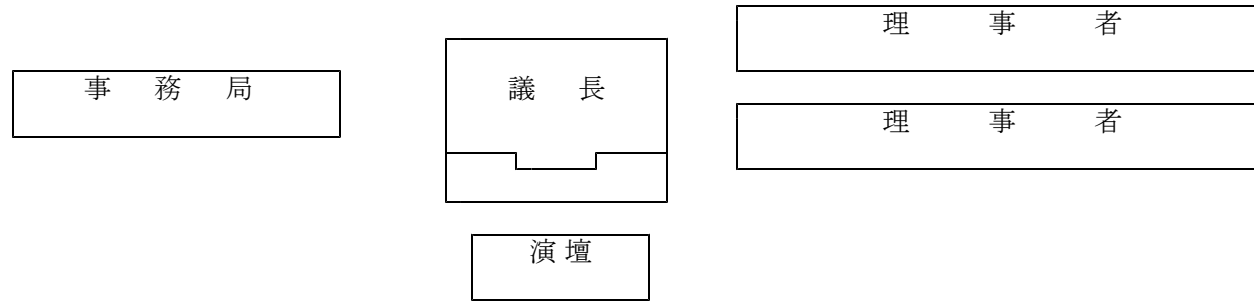 理 事 者
事 務 局
議 長
理 事 者
演 壇